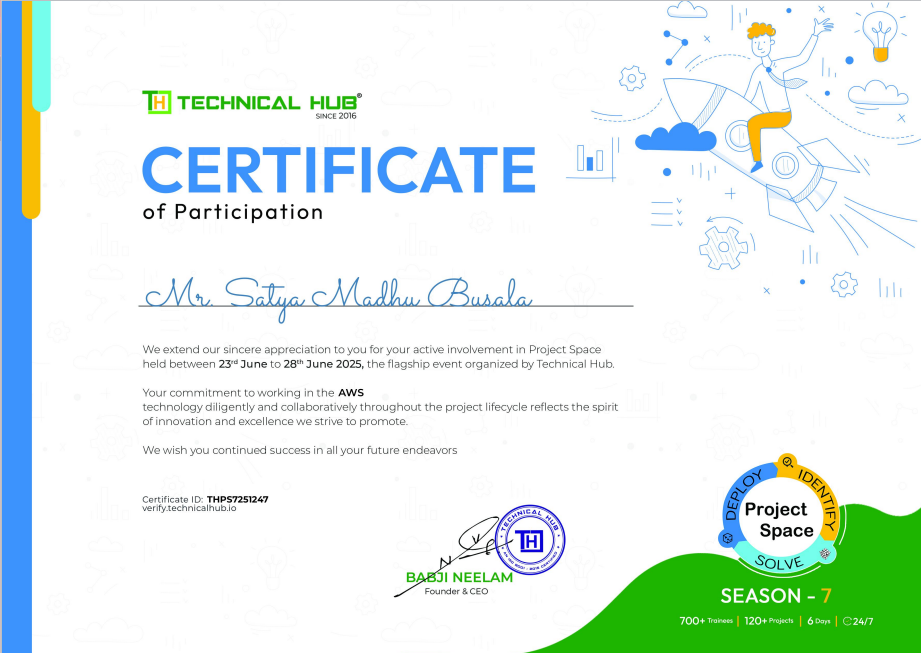 TH TECHNICAL HUB®
SINCE 2016
CERTIFICATE
of Participation
Mr. Satya Madhu Busala
We extend our sincere appreciation to you for your active involvement in Project Space
held between 23rd June to 28th June 2025, the flagship event organized by Technical Hub.
Your commitment to working in the AWS
technology diligently and collaboratively throughout the project lifecycle reflects the spirit
of innovation and excellence we strive to promote.
We wish you continued success in all your future endeavors
Certificate ID: THPS7251247
verify.technicalhub.io
TECHNICAL HUB
TH
BABJI NEELAM
Founder & CEO
DEPLOY
IDENTIFY
SOLVE
Project
Space
SEASON - 7
700+ Trainees | 120+ Projects | 6 Days | 24/7